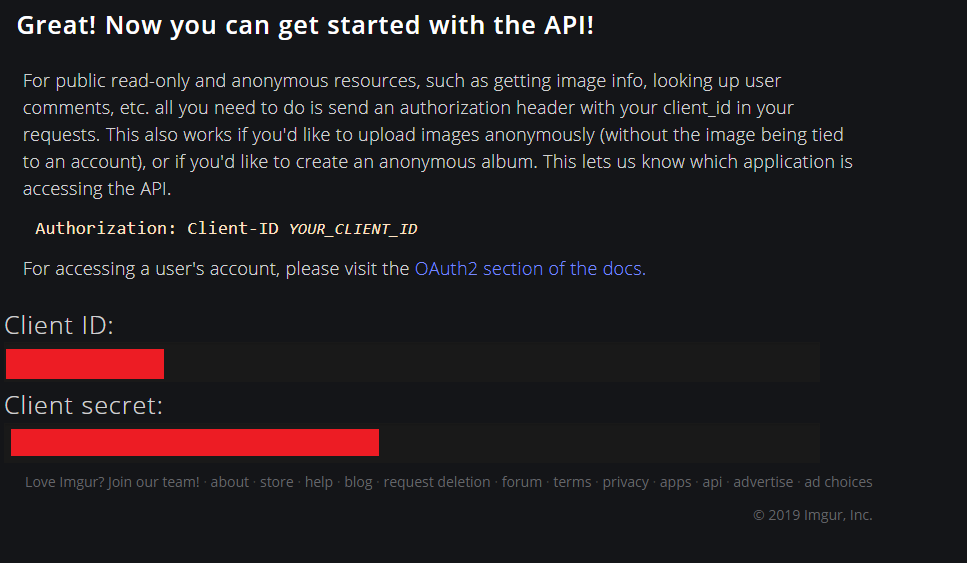 Great! Now you can get started with the API!
For public read-only and anonymous resources, such as getting image info, looking up user
comments, etc. all you need to do is send an authorization header with your client_id in your
requests. This also works if you'd like to upload images anonymously (without the image being tied
to an account), or if you'd like to create an anonymous album. This lets us know which application is
accessing the API.
Authorization: Client-ID YOUR_CLIENT_ID
For accessing a user's account, please visit the OAuth2 section of the docs.
Client ID:
Client secret:
Love Imgur? Join our team! · about · store · help · blog · request deletion · forum · terms · privacy · apps · api · advertise · ad choices
© 2019 Imgur, Inc.